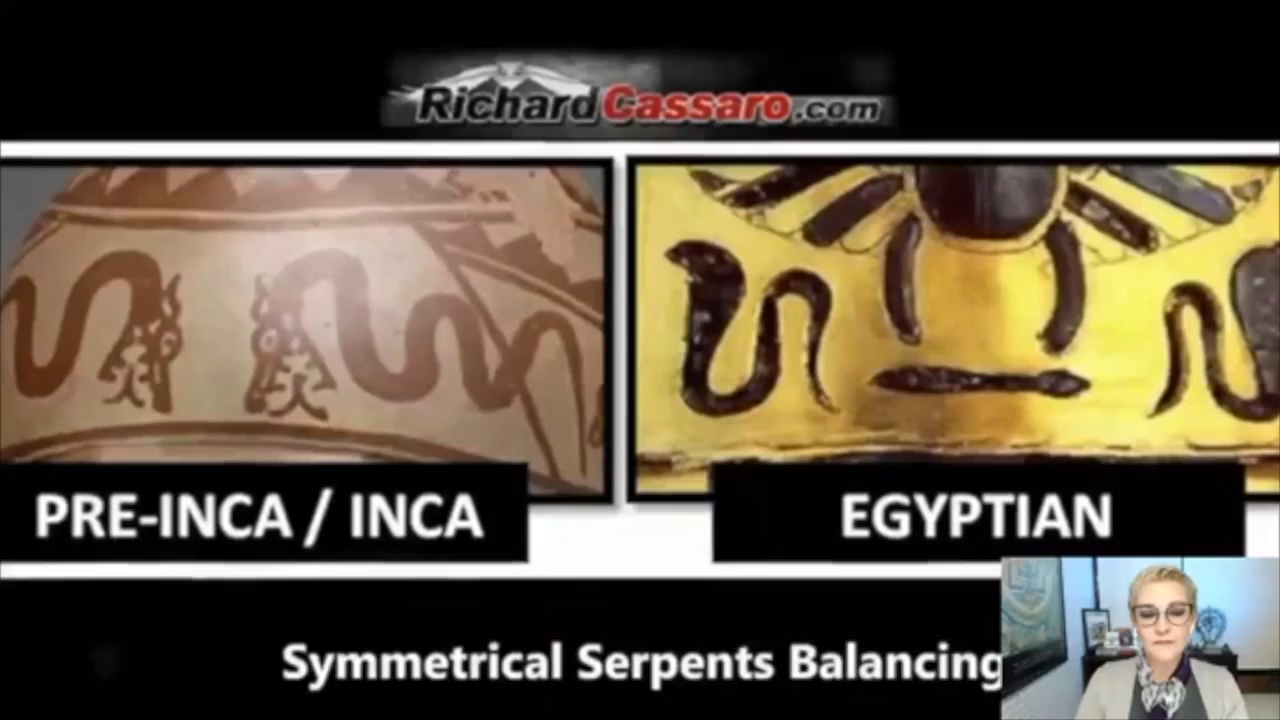 RichardCassaro.com
PRE-INCA / INCA
EGYPTIAN
Symmetrical Serpents Balancing